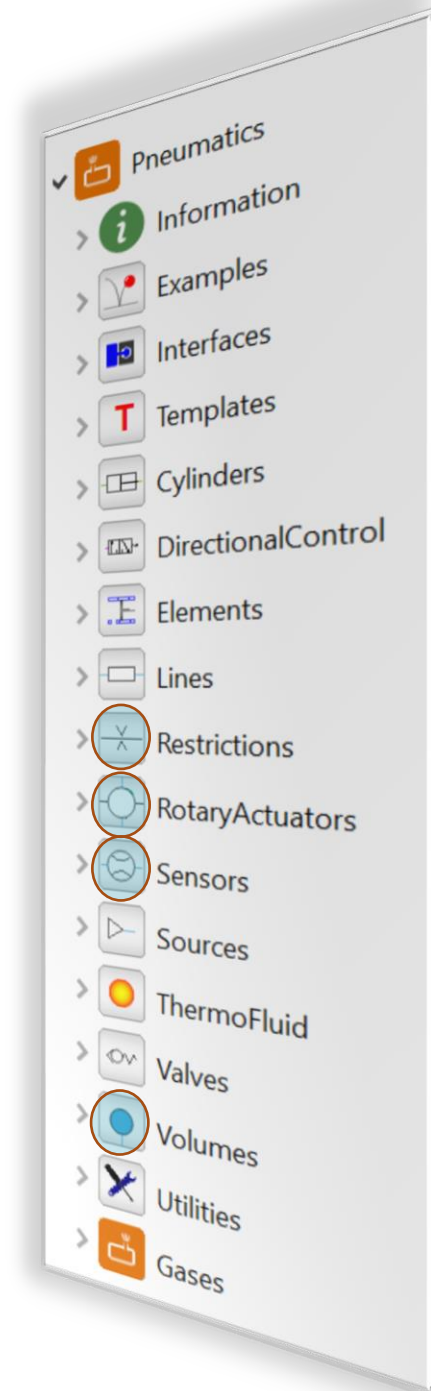 Pneumatics
Information
Examples
Interfaces
T Templates
Cylinders
DirectionalControl
Elements
Lines
Restrictions
RotaryActuators
Sensors
Sources
ThermoFluid
Valves
Volumes
Utilities
Gases